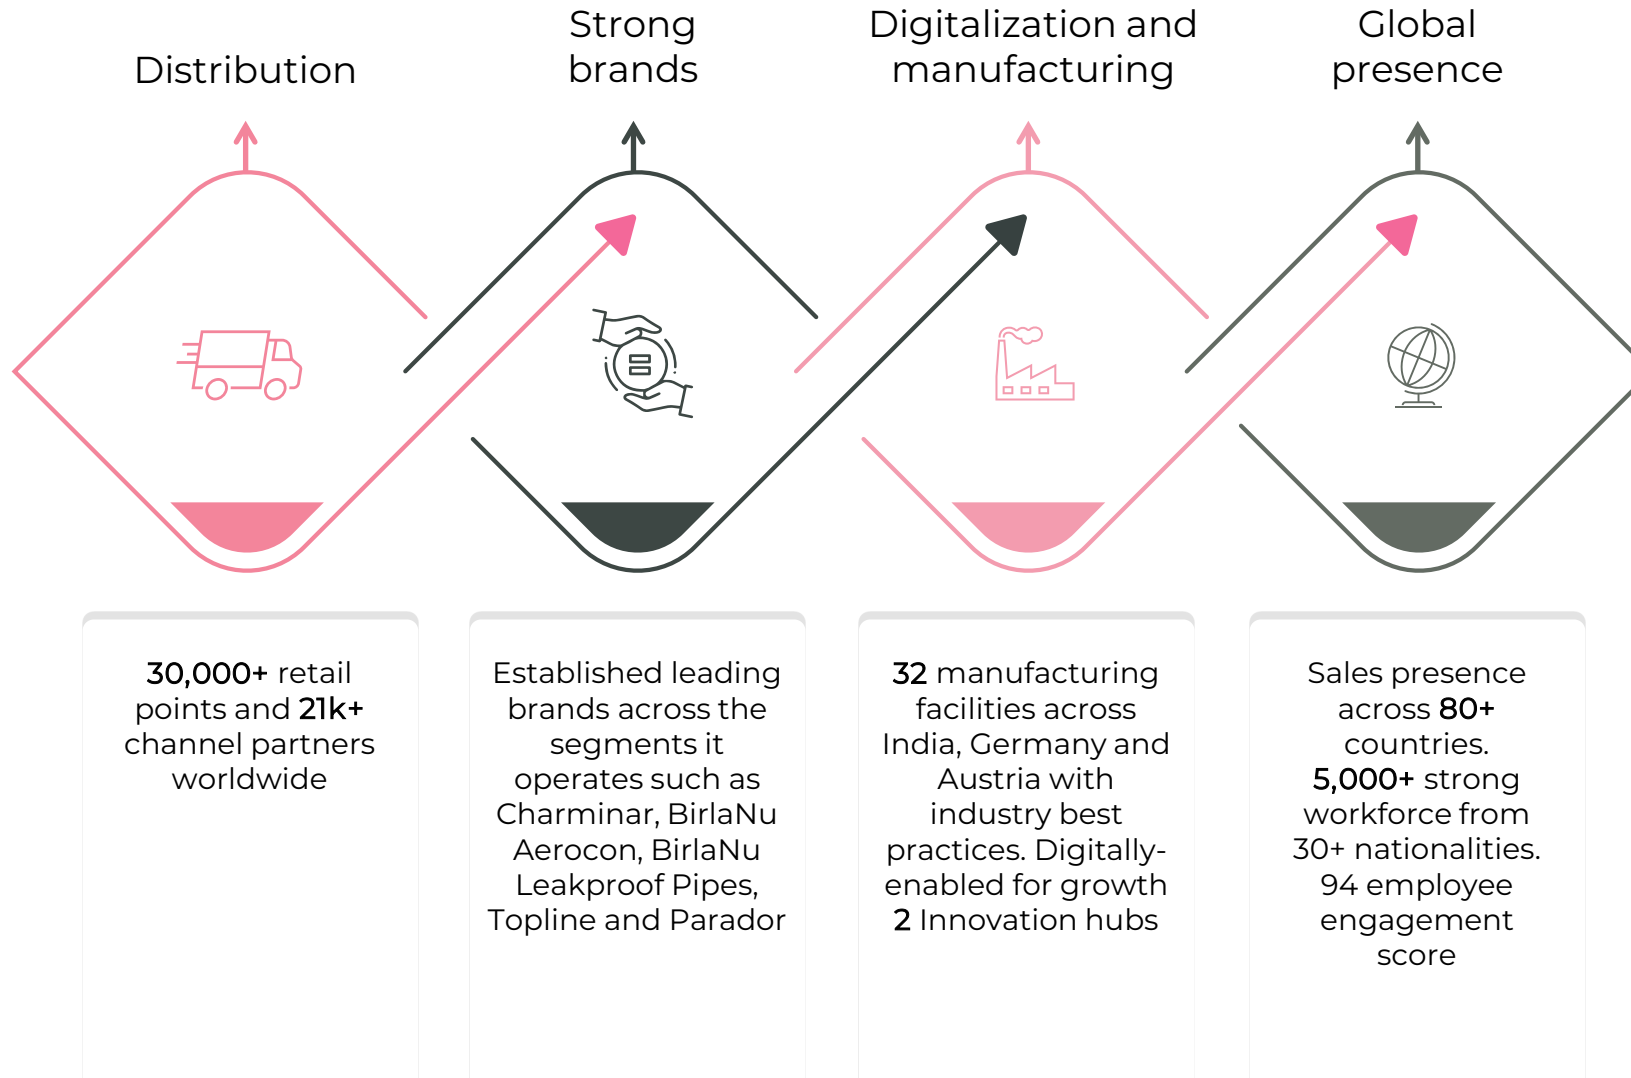 Distribution
Strong
brands
Digitalization and
manufacturing
Global
presence
30,000+ retail
points and 21k+
channel partners
worldwide
Established leading
brands across the
segments it
operates such as
Charminar, BirlaNu
Aerocon, BirlaNu
Leakproof Pipes,
Topline and Parador
32 manufacturing
facilities across
India, Germany and
Austria with
industry best
practices. Digitally-
enabled for growth
2 Innovation hubs
Sales presence
across 80+
countries.
5,000+ strong
workforce from
30+ nationalities.
94 employee
engagement
score